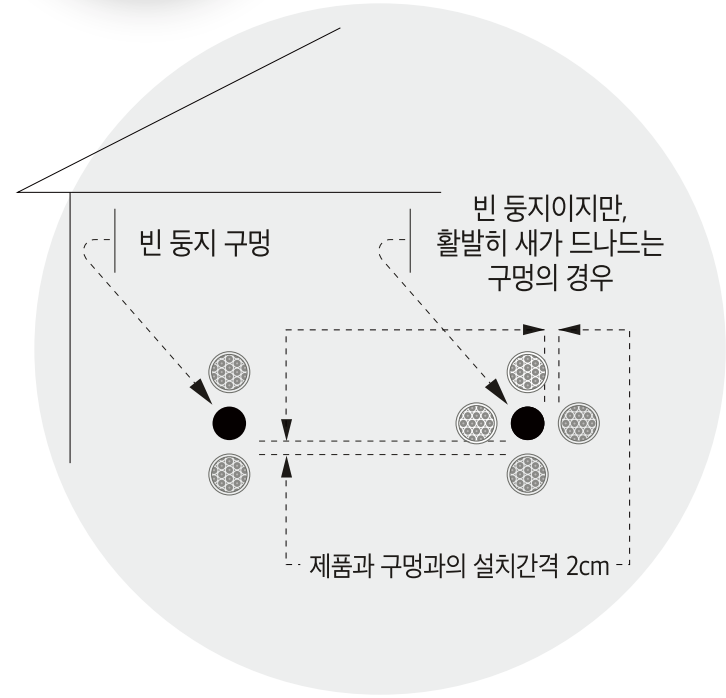 빈 둥지 구멍
빈 둥지이지만,
활발히 새가 드나드는
구멍의 경우
제품과 구멍과의 설치간격 2cm